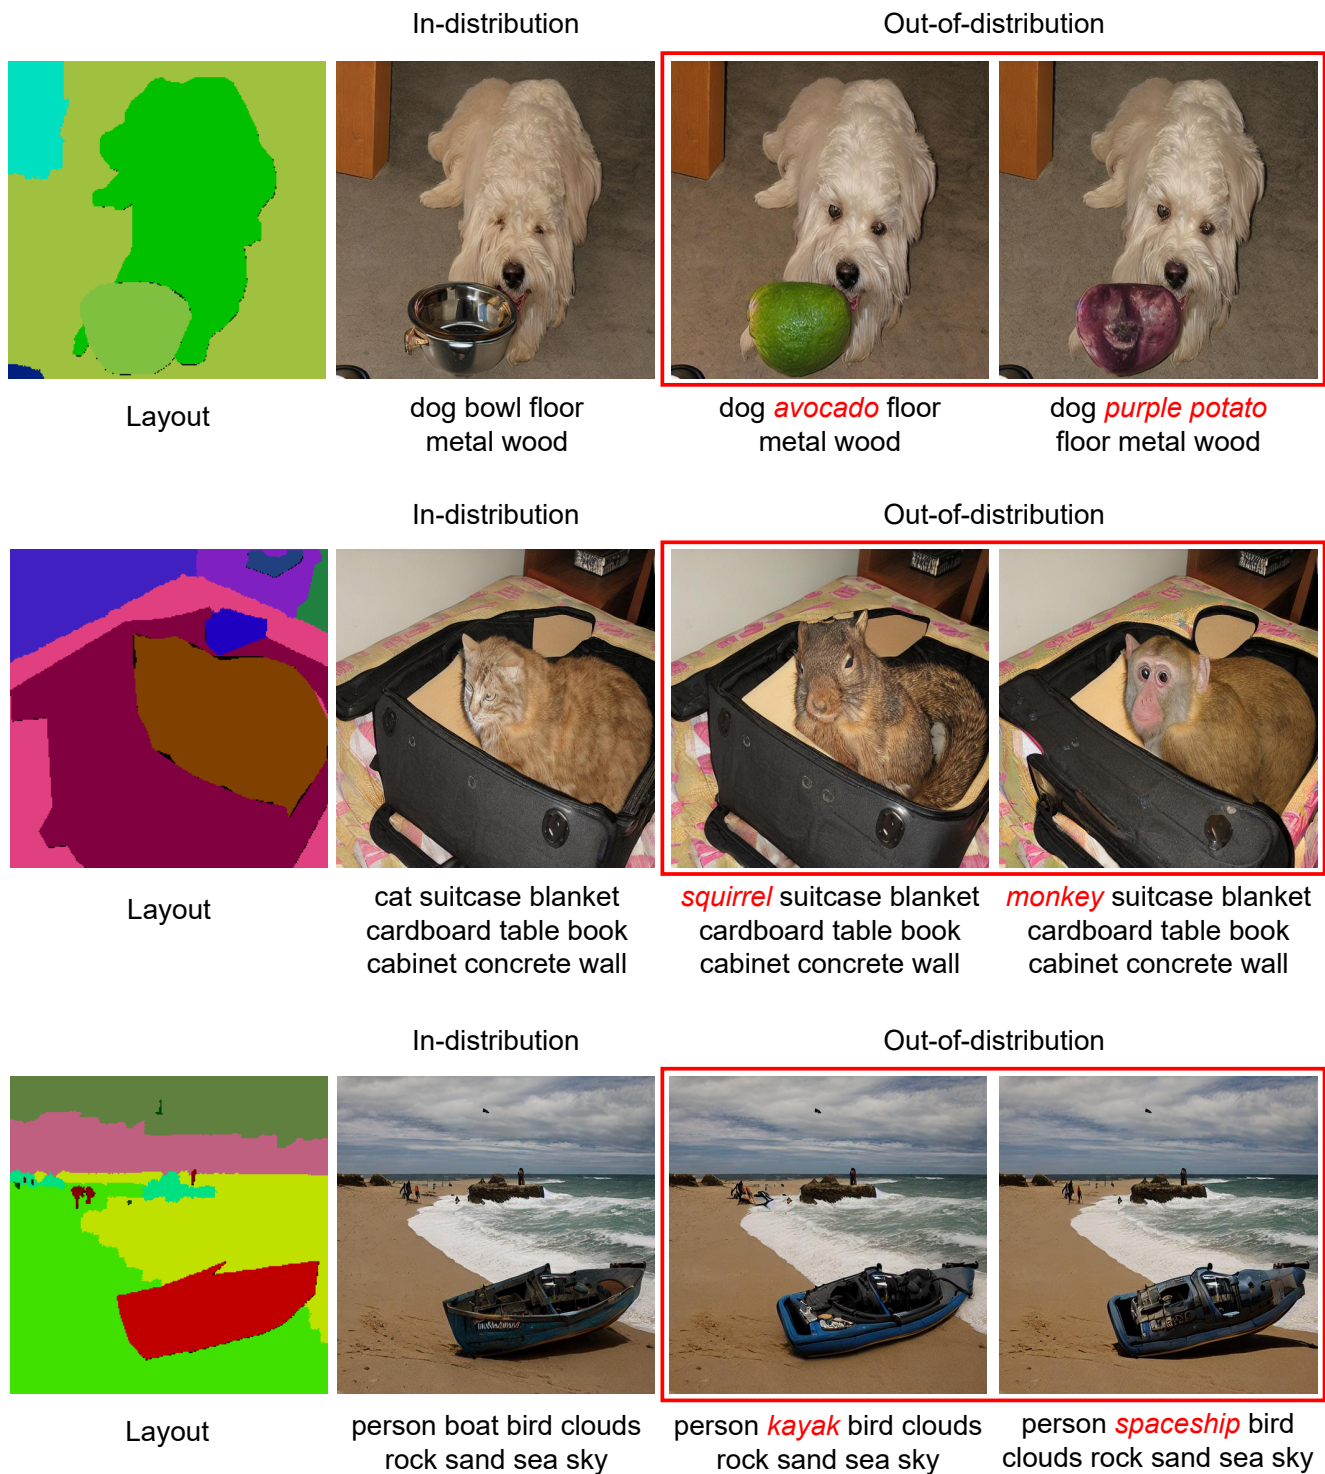 In-distribution
Out-of-distribution
Layout
dog bowl floor
metal wood
dog avocado floor
metal wood
dog purple potato
floor metal wood
In-distribution
Out-of-distribution
Layout
cat suitcase blanket
cardboard table book
cabinet concrete wall
squirrel suitcase blanket
cardboard table book
cabinet concrete wall
monkey suitcase blanket
cardboard table book
cabinet concrete wall
In-distribution
Out-of-distribution
Layout
person boat bird clouds
rock sand sea sky
person kayak bird clouds
rock sand sea sky
person spaceship bird
clouds rock sand sea sky